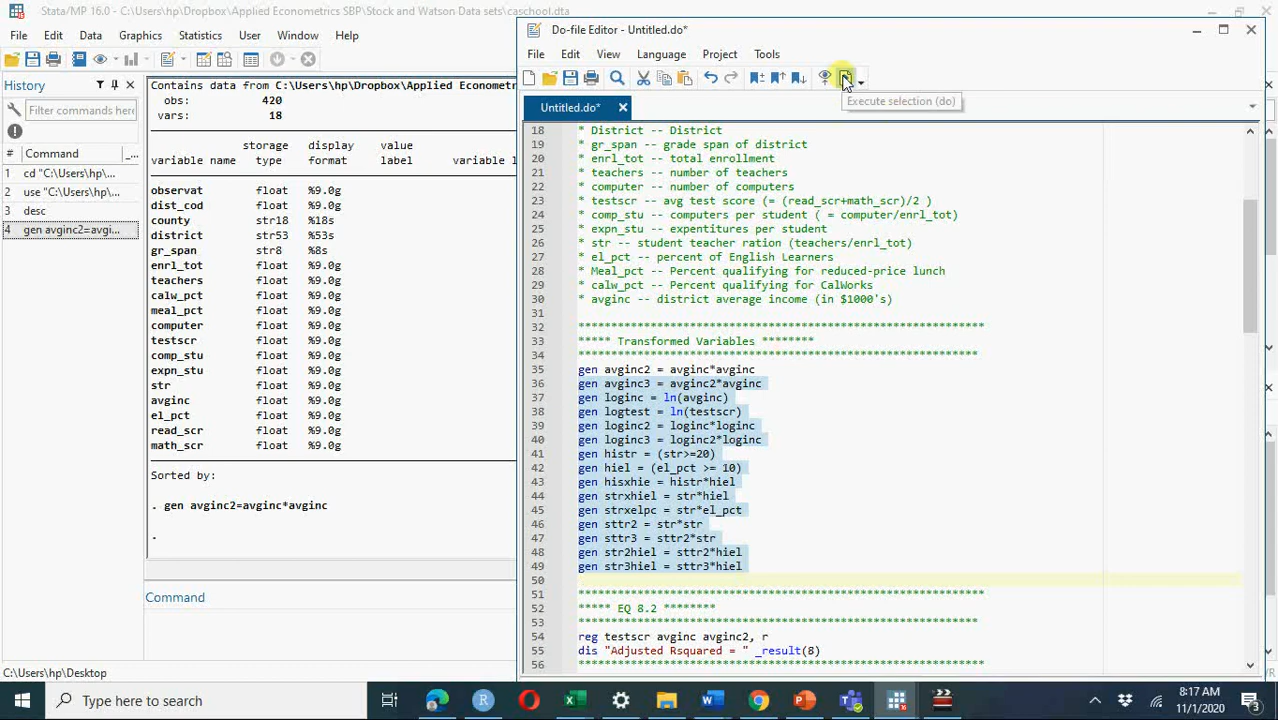 Stata/MP 16.0 - C:\Users\hp\Dropbox\Applied Econometrics SBP\Stock and Watson Data sets\caschool.dta
File Edit Data Graphics Statistics User Window Help
History
Filter commands here
# Command
1 cd "C:\Users\hp\...
2 use "C:\Users\hp\...
3 desc
4 gen avginc2=avgi...
Contains data from C:\Users\hp\Dropbox\Applied Econometr
obs: 420
vars: 18
storage display value
variable name type format label variable l
observat float %9.0g
dist_cod float %9.0g
county str18 %18s
district str53 %53s
gr_span str8 %8s
enrl_tot float %9.0g
teachers float %9.0g
calw_pct float %9.0g
meal_pct float %9.0g
computer float %9.0g
testscr float %9.0g
comp_stu float %9.0g
expn_stu float %9.0g
str float %9.0g
avginc float %9.0g
el_pct float %9.0g
read_scr float %9.0g
math_scr float %9.0g
Sorted by:
. gen avginc2=avginc*avginc
.
Command
C:\Users\hp\Desktop
Do-file Editor - Untitled.do*
File Edit View Language Project Tools
Execute selection (do)
Untitled.do*
18 * District -- District
19 * gr_span -- grade span of district
20 * enrl_tot -- total enrollment
21 * teachers -- number of teachers
22 * computer -- number of computers
23 * testscr -- avg test score (= (read_scr+math_scr)/2 )
24 * comp_stu -- computers per student ( = computer/enrl_tot)
25 * expn_stu -- expentitures per student
26 * str -- student teacher ration (teachers/enrl_tot)
27 * el_pct -- percent of English Learners
28 * Meal_pct -- Percent qualifying for reduced-price lunch
29 * calw_pct -- Percent qualifying for CalWorks
30 * avginc -- district average income (in $1000's)
31
32 **************************************************************
33 ***** Transformed Variables ********
34 *************************************************************
35 gen avginc2 = avginc*avginc
36 gen avginc3 = avginc2*avginc
37 gen loginc = ln(avginc)
38 gen logtest = ln(testscr)
39 gen loginc2 = loginc*loginc
40 gen loginc3 = loginc2*loginc
41 gen histr = (str>=20)
42 gen hiel = (el_pct >= 10)
43 gen hisxhie = histr*hiel
44 gen strxhiel = str*hiel
45 gen strxelpc = str*el_pct
46 gen sttr2 = str*str
47 gen sttr3 = sttr2*str
48 gen str2hiel = sttr2*hiel
49 gen str3hiel = sttr3*hiel
50
51 **************************************************************
52 ***** EQ 8.2 ********
53 *************************************************************
54 reg testscr avginc avginc2, r
55 dis "Adjusted Rsquared = " _result(8)
56 *************************************************************
Type here to search
8:17 AM
11/1/2020